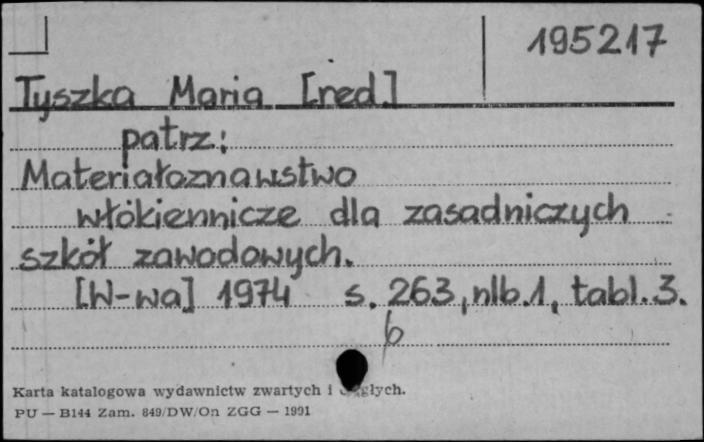 195217
Tyszka Maria [red.]
patrz:
Materiałoznawstwo
włókiennicze dla zasadniczych
szkół zawodowych.
[W-wa] 1974 s. 263, nlb.1, tabl.3.
b
Karta katalogowa wydawnictw zwartych i
PU — B144 Zam. 849/DW/On ZGG — 1991